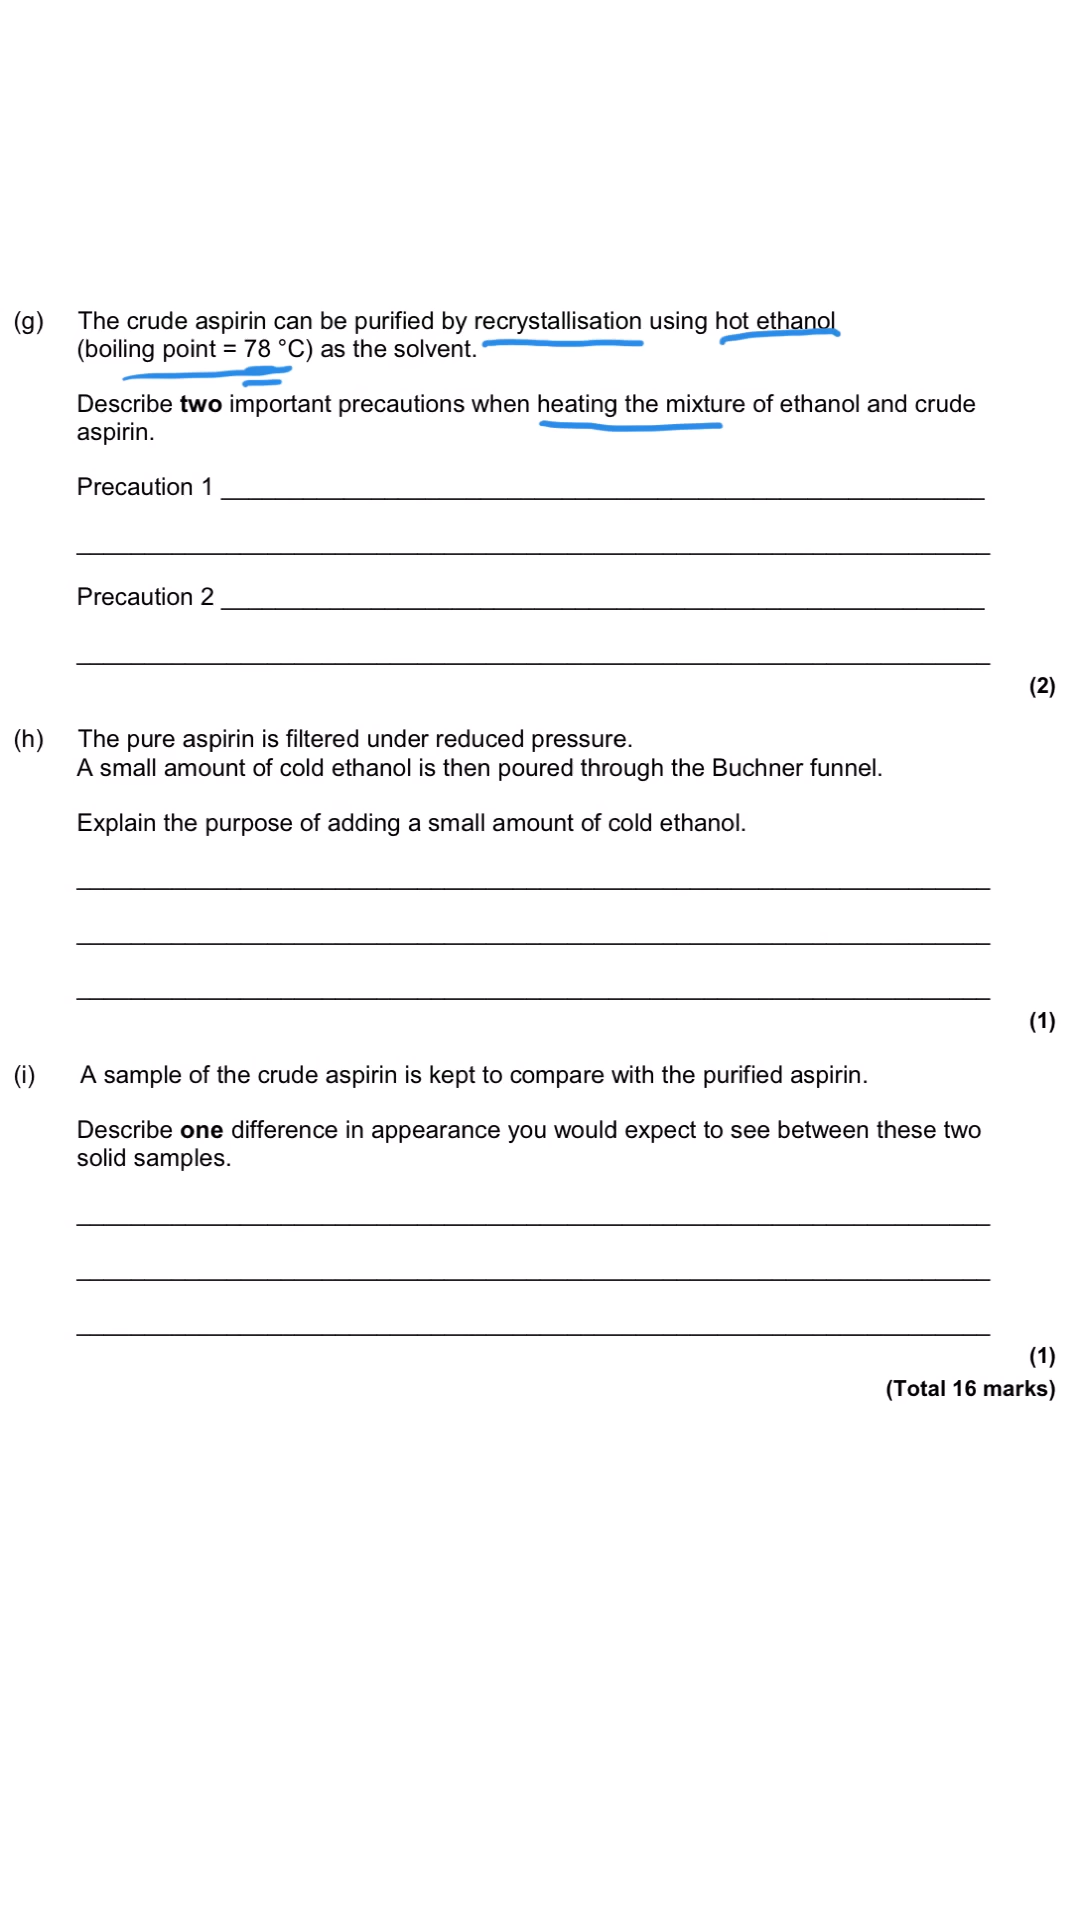 (g) The crude aspirin can be purified by recrystallisation using hot ethanol
(boiling point = 78 °C) as the solvent.
Describe two important precautions when heating the mixture of ethanol and crude
aspirin.
Precaution 1
Precaution 2
(2)
(h) The pure aspirin is filtered under reduced pressure.
A small amount of cold ethanol is then poured through the Buchner funnel.
Explain the purpose of adding a small amount of cold ethanol.
(1)
(i) A sample of the crude aspirin is kept to compare with the purified aspirin.
Describe one difference in appearance you would expect to see between these two
solid samples.
(1)
(Total 16 marks)